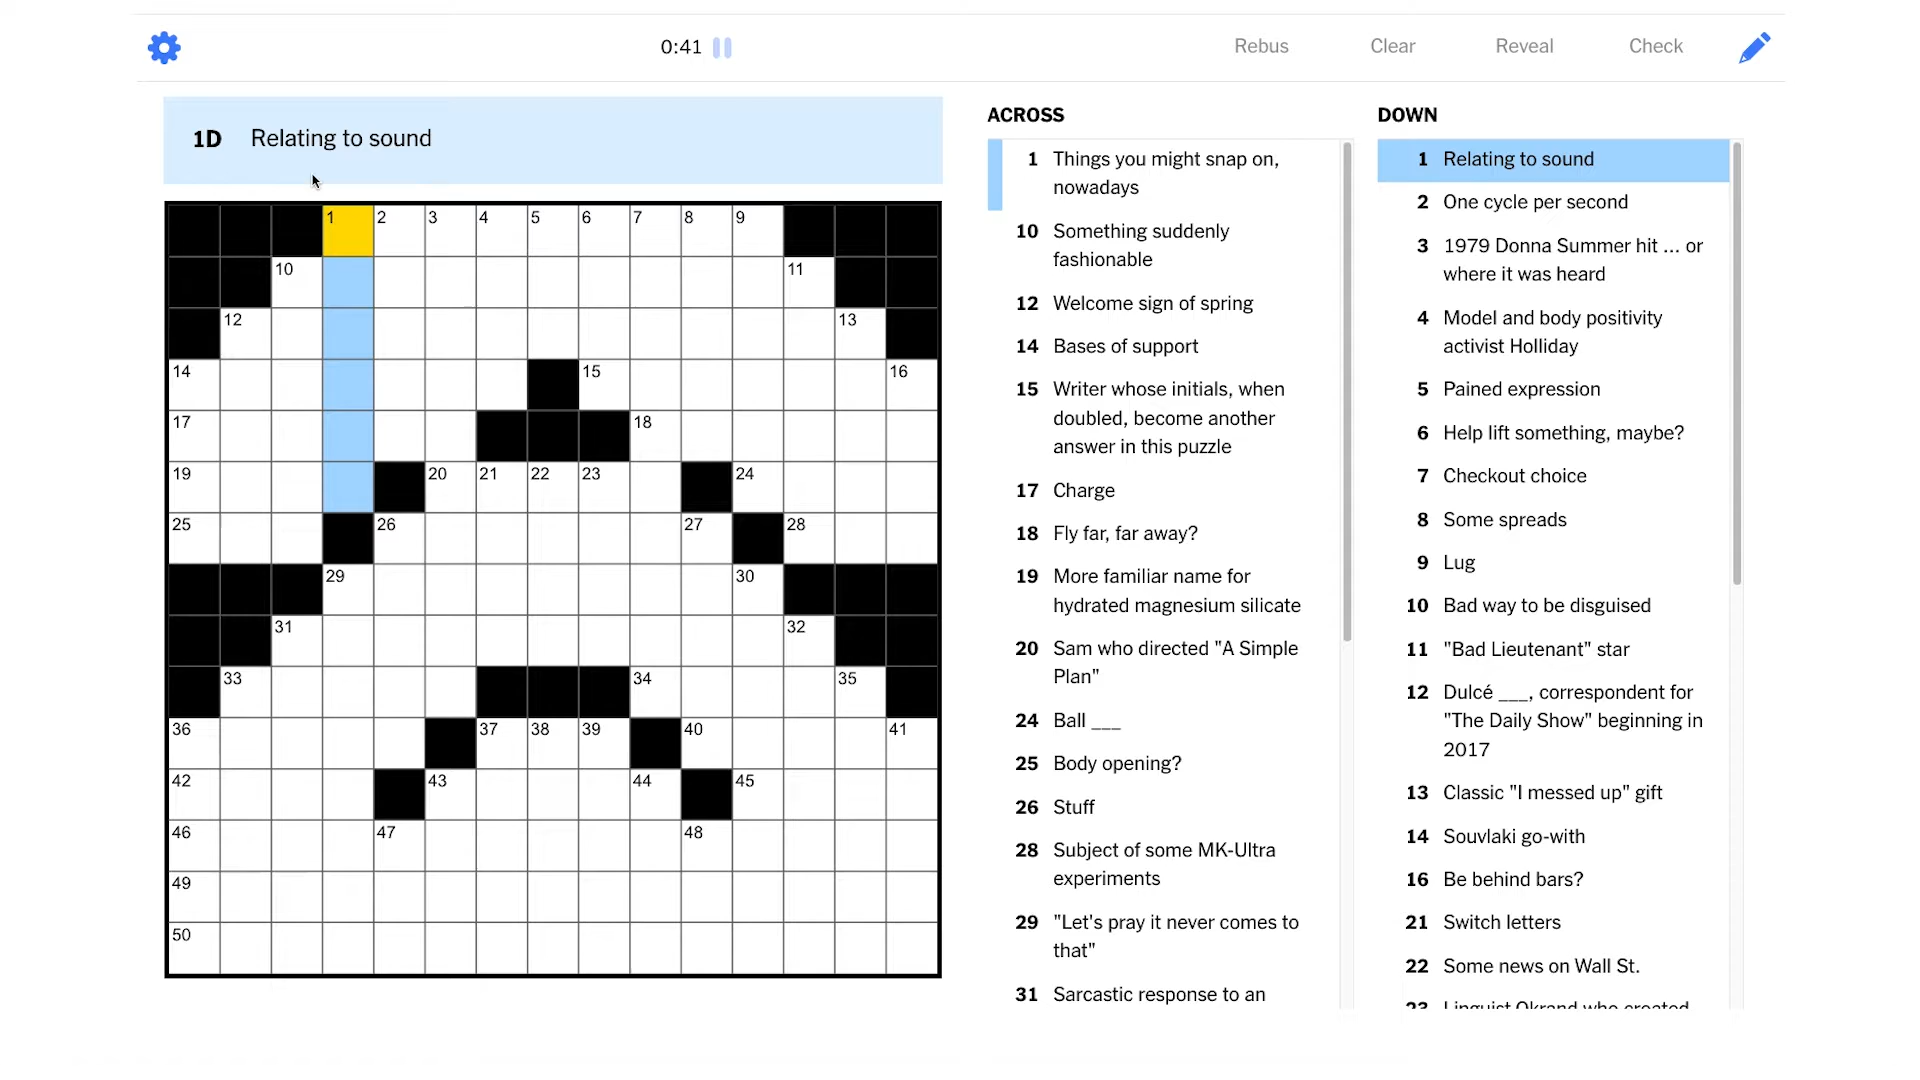 0:41
Rebus
Clear
Reveal
Check
1D Relating to sound
1 2 3 4 5 6 7 8 9
10 11
12 13
14 15 16
17 18
19 20 21 22 23 24
25 26 27 28
29 30
31 32
33 34 35
36 37 38 39 40 41
42 43 44 45
46 47 48
49
50
ACROSS
1 Things you might snap on,
nowadays
10 Something suddenly
fashionable
12 Welcome sign of spring
14 Bases of support
15 Writer whose initials, when
doubled, become another
answer in this puzzle
17 Charge
18 Fly far, far away?
19 More familiar name for
hydrated magnesium silicate
20 Sam who directed "A Simple
Plan"
24 Ball ___
25 Body opening?
26 Stuff
28 Subject of some MK-Ultra
experiments
29 "Let's pray it never comes to
that"
31 Sarcastic response to an
DOWN
1 Relating to sound
2 One cycle per second
3 1979 Donna Summer hit ... or
where it was heard
4 Model and body positivity
activist Holliday
5 Pained expression
6 Help lift something, maybe?
7 Checkout choice
8 Some spreads
9 Lug
10 Bad way to be disguised
11 "Bad Lieutenant" star
12 Dulcé ___, correspondent for
"The Daily Show" beginning in
2017
13 Classic "I messed up" gift
14 Souvlaki go-with
16 Be behind bars?
21 Switch letters
22 Some news on Wall St.
23 Linguist Okrand who created